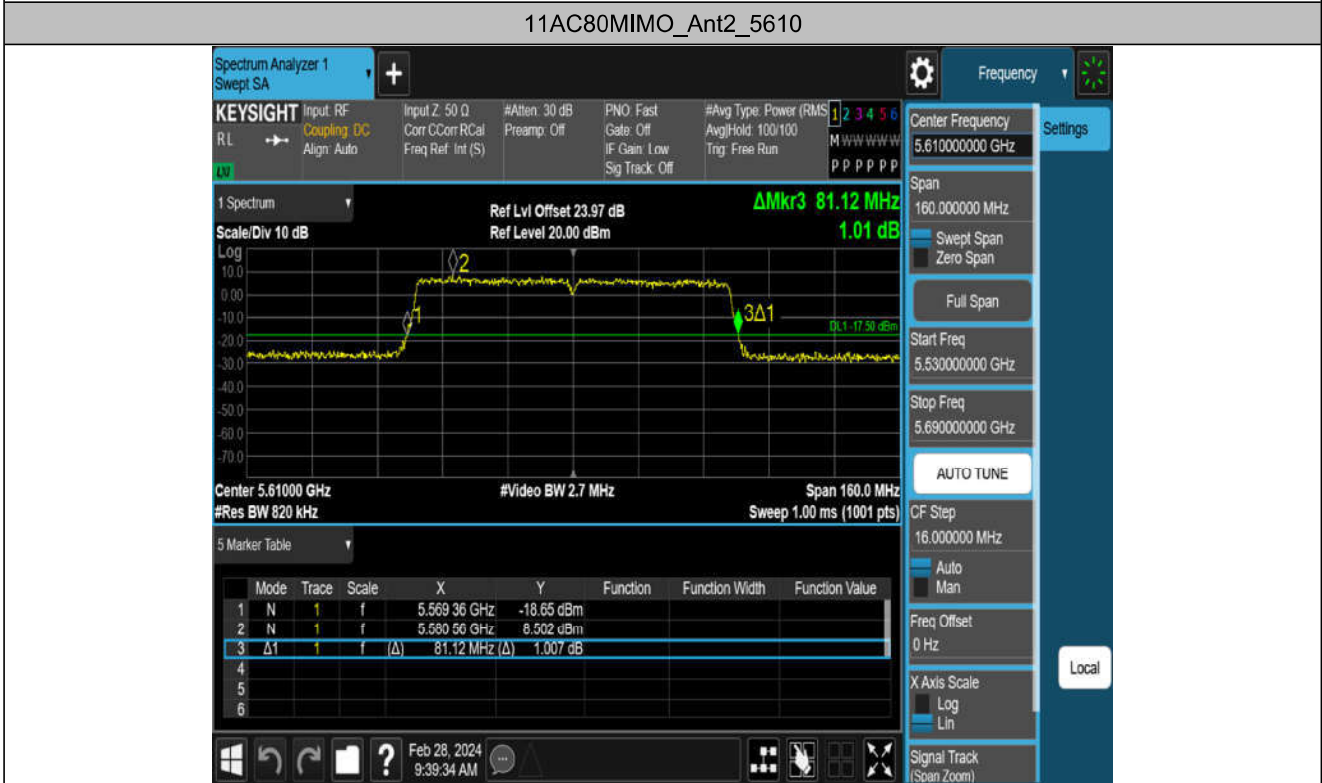 11AC80MIMO_Ant2_5610
Spectrum Analyzer 1
Swept SA
+
Frequency
KEYSIGHT
RL
LXI
Input: RF
Coupling: DC
Align: Auto
Input Z: 50 Ω
Corr CCorr RCal
Freq Ref: Int (S)
#Atten: 30 dB
Preamp: Off
PNO: Fast
Gate: Off
IF Gain: Low
Sig Track: Off
#Avg Type: Power (RMS
Avg|Hold: 100/100
Trig: Free Run
1 2 3 4 5 6
M W W W W W
P P P P P P
1 Spectrum
Scale/Div 10 dB
Log
Ref Lvl Offset 23.97 dB
Ref Level 20.00 dBm
ΔMkr3 81.12 MHz
1.01 dB
10.0
0.00
-10.0
-20.0
-30.0
-40.0
-50.0
-60.0
-70.0
1
2
3Δ1
DL1 -17.50 dBm
Center 5.61000 GHz
#Res BW 820 kHz
#Video BW 2.7 MHz
Span 160.0 MHz
Sweep 1.00 ms (1001 pts)
5 Marker Table
Mode Trace Scale X Y Function Function Width Function Value
1 N 1 f 5.569 36 GHz -18.65 dBm
2 N 1 f 5.580 56 GHz 8.502 dBm
3 Δ1 1 f (Δ) 81.12 MHz (Δ) 1.007 dB
4
5
6
?
Feb 28, 2024
9:39:34 AM
Center Frequency
5.610000000 GHz
Settings
Span
160.000000 MHz
Swept Span
Zero Span
Full Span
Start Freq
5.530000000 GHz
Stop Freq
5.690000000 GHz
AUTO TUNE
CF Step
16.000000 MHz
Auto
Man
Freq Offset
0 Hz
Local
X Axis Scale
Log
Lin
Signal Track
(Span Zoom)